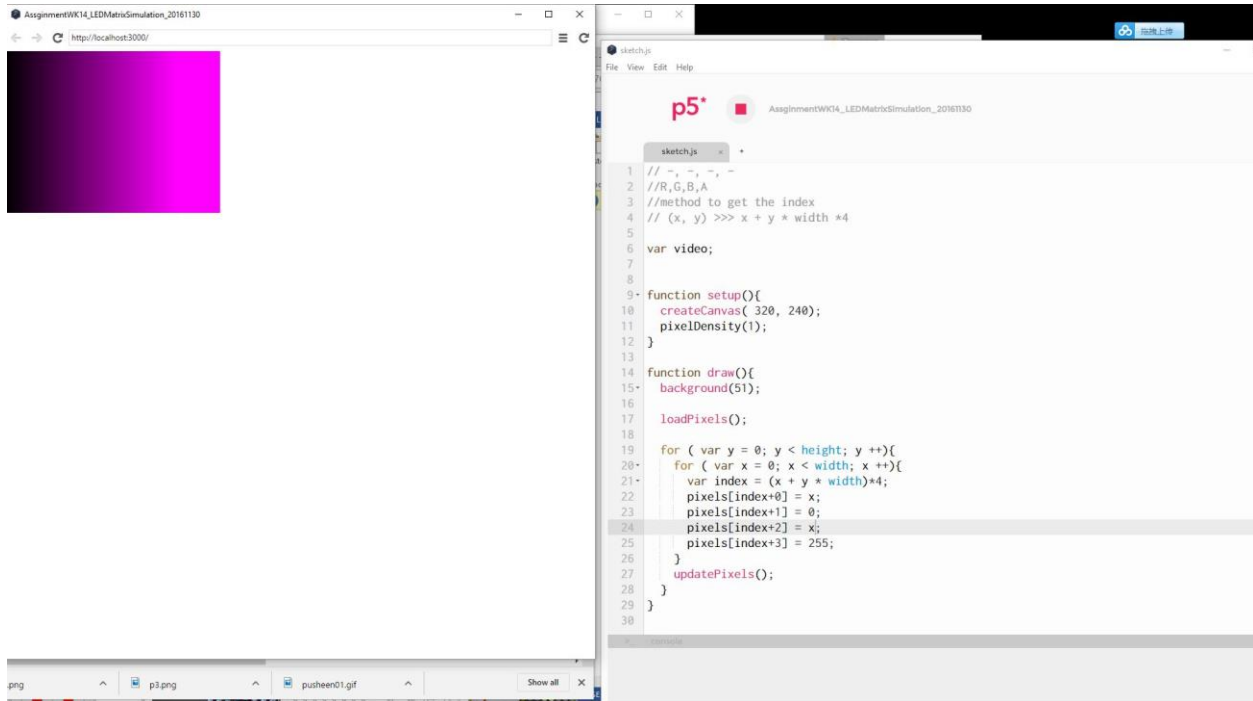 AssginmentWK14_LEDMatrixSimulation_20161130
http://localhost:3000/
拖拽上传
sketch.js
File View Edit Help
p5*
AssginmentWK14_LEDMatrixSimulation_20161130
sketch.js
1 // -, -, -, -
2 //R,G,B,A
3 //method to get the index
4 // (x, y) >>> x + y * width *4
5
6 var video;
7
8
9 function setup(){
10 createCanvas( 320, 240);
11 pixelDensity(1);
12 }
13
14 function draw(){
15 background(51);
16
17 loadPixels();
18
19 for ( var y = 0; y < height; y ++){
20 for ( var x = 0; x < width; x ++){
21 var index = (x + y * width)*4;
22 pixels[index+0] = x;
23 pixels[index+1] = 0;
24 pixels[index+2] = x;
25 pixels[index+3] = 255;
26 }
27 updatePixels();
28 }
29 }
30
console
.png
p3.png
pusheen01.gif
Show all